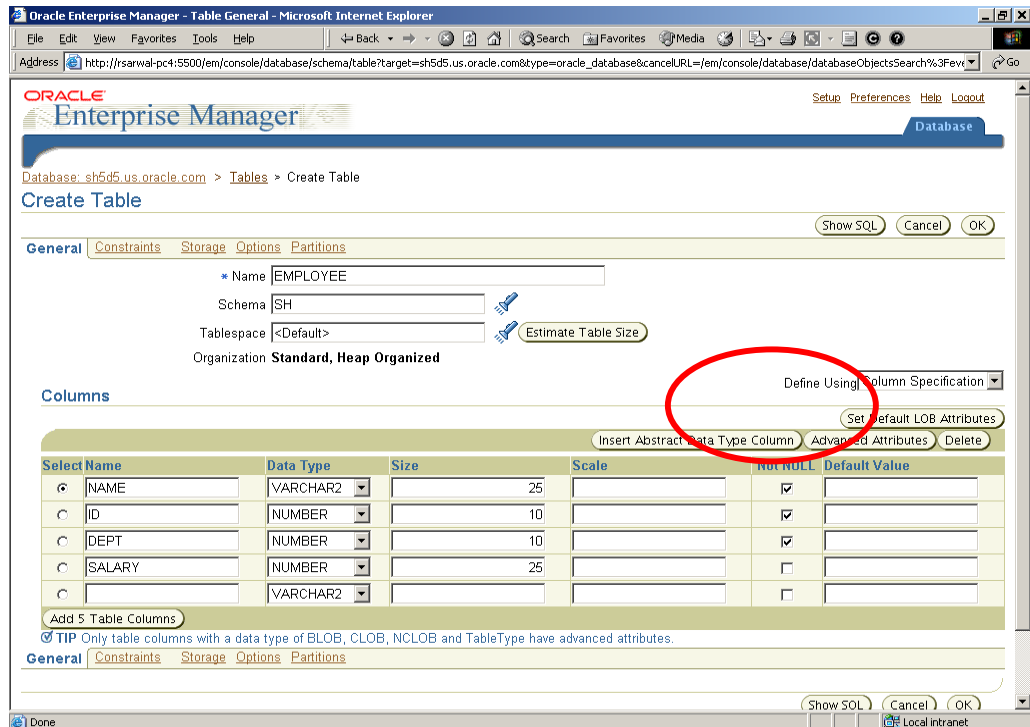 Oracle Enterprise Manager - Table General - Microsoft Internet Explorer
File Edit View Favorites Tools Help Back Search Favorites Media
Address http://rsarwal-pc4:5500/em/console/database/schema/table?target=sh5d5.us.oracle.com&type=oracle_database&cancelURL=/em/console/database/databaseObjectsSearch%3Feve Go
ORACLE
Enterprise Manager
Setup Preferences Help Logout
Database
Database: sh5d5.us.oracle.com > Tables > Create Table
Create Table
Show SQL Cancel OK
General Constraints Storage Options Partitions
* Name EMPLOYEE
Schema SH
Tablespace <Default> Estimate Table Size
Organization Standard, Heap Organized
Define Using Column Specification
Columns
Set Default LOB Attributes
Insert Abstract Data Type Column Advanced Attributes Delete
Select Name Data Type Size Scale Not NULL Default Value
NAME VARCHAR2 25
ID NUMBER 10
DEPT NUMBER 10
SALARY NUMBER 25
VARCHAR2
Add 5 Table Columns
TIP Only table columns with a data type of BLOB, CLOB, NCLOB and TableType have advanced attributes.
General Constraints Storage Options Partitions
Show SQL Cancel OK
Done Local intranet